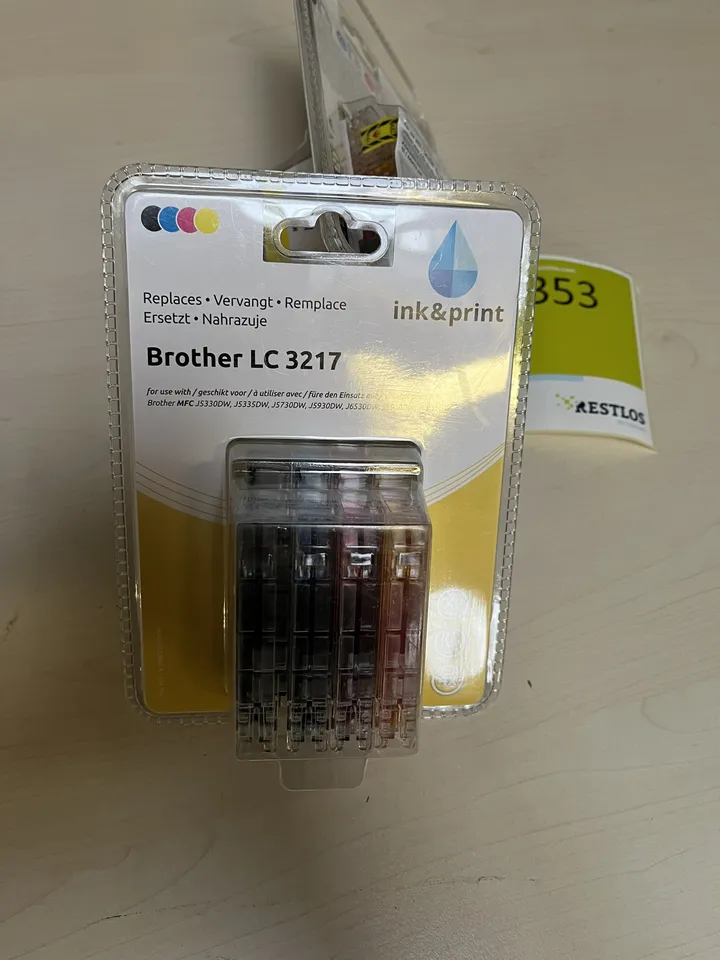 ink&print
Replaces • Vervangt • Remplace
Ersetzt • Nahrazuje
Brother LC 3217
for use with / geschikt voor / à utiliser avec / füre den Einsatz
Brother MFC J5330DW, J5335DW, J5730DW, J5930DW, J6530DW,
353
RESTLOS